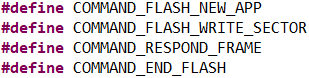 #define COMMAND_FLASH_NEW_APP
#define COMMAND_FLASH_WRITE_SECTOR
#define COMMAND_RESPOND_FRAME
#define COMMAND_END_FLASH